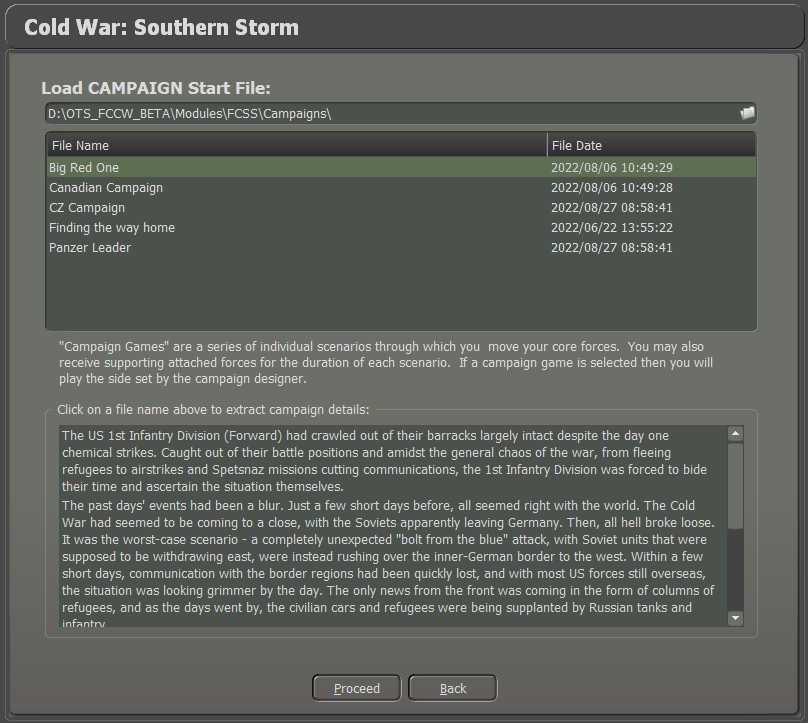 Cold War: Southern Storm
Load CAMPAIGN Start File:
D:\OTS_FCCW_BETA\Modules\FCSS\Campaigns\
File Name File Date
Big Red One 2022/08/06 10:49:29
Canadian Campaign 2022/08/06 10:49:28
CZ Campaign 2022/08/27 08:58:41
Finding the way home 2022/06/22 13:55:22
Panzer Leader 2022/08/27 08:58:41
"Campaign Games" are a series of individual scenarios through which you  move your core forces.  You may also
receive supporting attached forces for the duration of each scenario.  If a campaign game is selected then you will
play the side set by the campaign designer.
Click on a file name above to extract campaign details:
The US 1st Infantry Division (Forward) had crawled out of their barracks largely intact despite the day one
chemical strikes. Caught out of their battle positions and amidst the general chaos of the war, from fleeing
refugees to airstrikes and Spetsnaz missions cutting communications, the 1st Infantry Division was forced to bide
their time and ascertain the situation themselves.
The past days' events had been a blur. Just a few short days before, all seemed right with the world. The Cold
War had seemed to be coming to a close, with the Soviets apparently leaving Germany. Then, all hell broke loose.
It was the worst-case scenario - a completely unexpected "bolt from the blue" attack, with Soviet units that were
supposed to be withdrawing east, were instead rushing over the inner-German border to the west. Within a few
short days, communication with the border regions had been quickly lost, and with most US forces still overseas,
the situation was looking grimmer by the day. The only news from the front was coming in the form of columns of
refugees, and as the days went by, the civilian cars and refugees were being supplanted by Russian tanks and
infantry.
Proceed Back